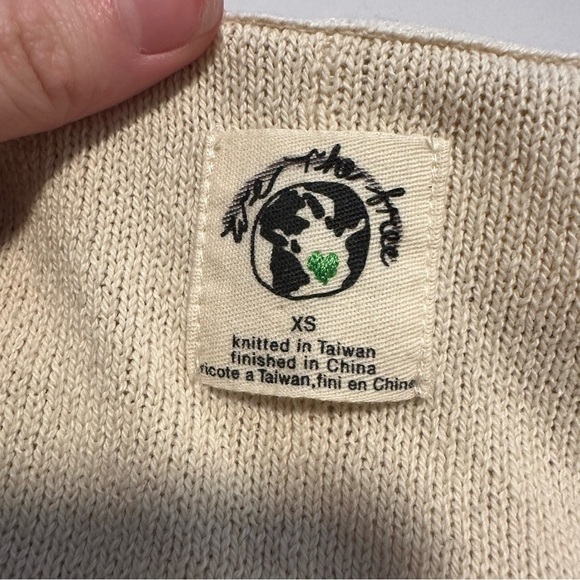 we the free
XS
knitted in Taiwan
finished in China
ricote a Taiwan,fini en Chine